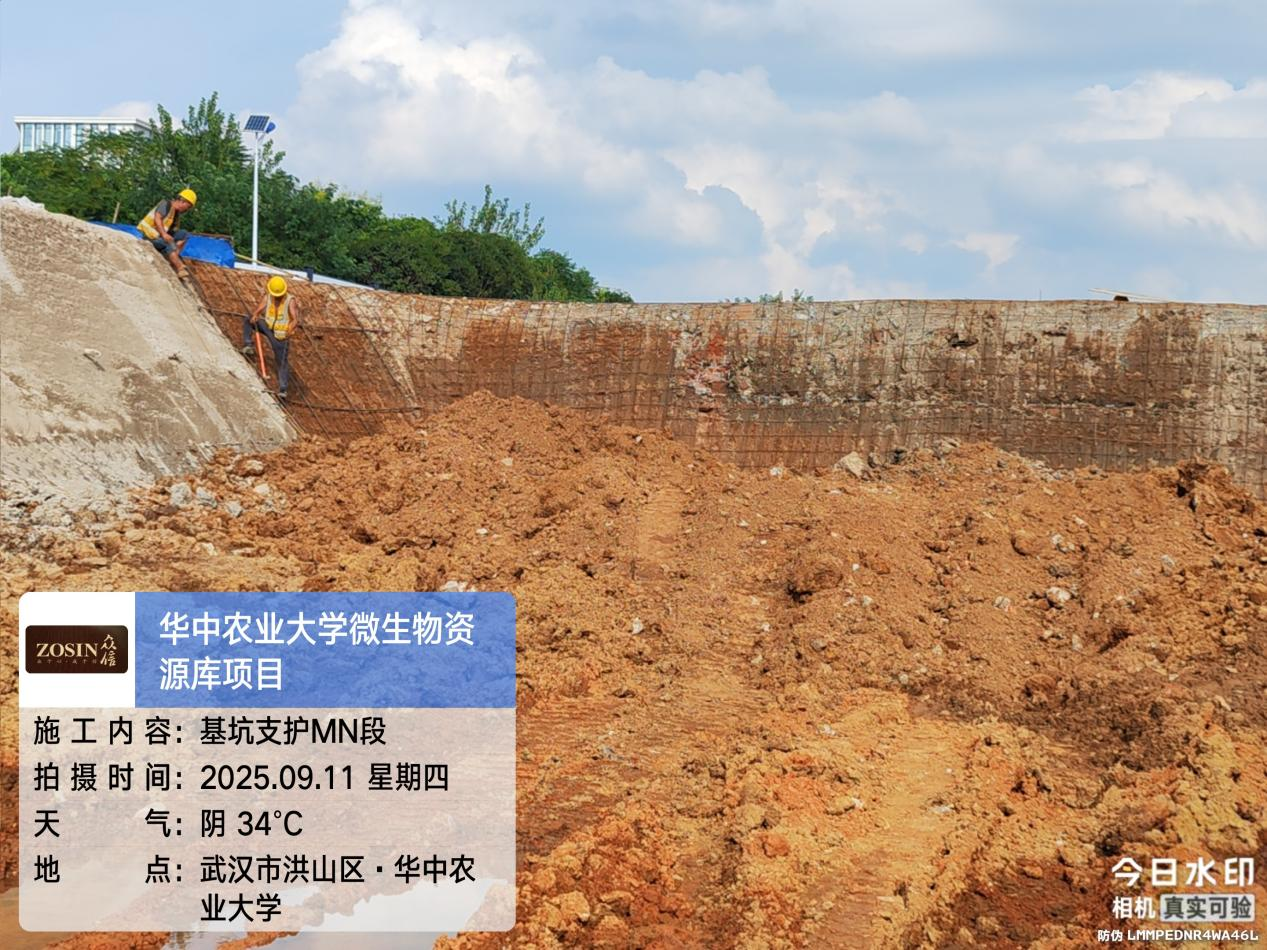 ZOSIN 众信
华中农业大学微生物资
源库项目
施工内容：基坑支护MN段
拍摄时间：2025.09.11 星期四
天气：阴 34℃
地点：武汉市洪山区·华中农
业大学
今日水印
相机 真实可验
防伪 LMMPEDNR4WA46L